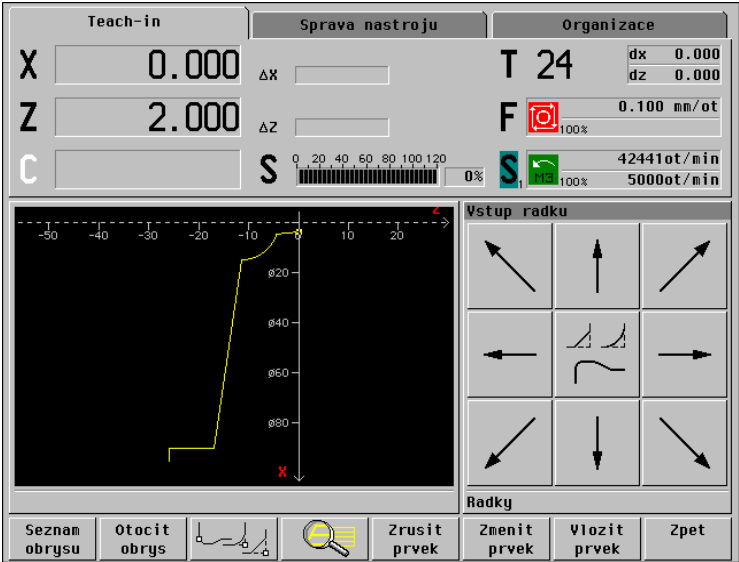 Teach-in Sprava nastroju Organizace
X 0.000 ΔX T 24 dx 0.000
dz 0.000
Z 2.000 ΔZ F 100% 0.100 mm/ot
C S 0 20 40 60 80 100 120 0% S 1 M3 100% 42441ot/min
5000ot/min
Vstup radku
Z
-50 -40 -30 -20 -10 0 10 20
ø20
ø40
ø60
ø80
X
Radky
Seznam obrysu
Otocit obrys
Zrusit prvek
Zmenit prvek
Vlozit prvek
Zpet